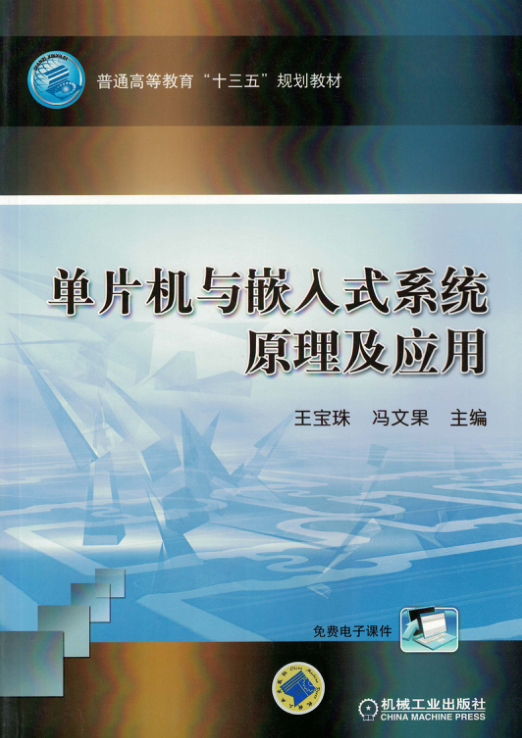 普通高等教育“十三五”规划教材
单片机与嵌入式系统
原理及应用
王宝珠 冯文果 主编
免费电子课件
机械工业出版社
CHINA MACHINE PRESS